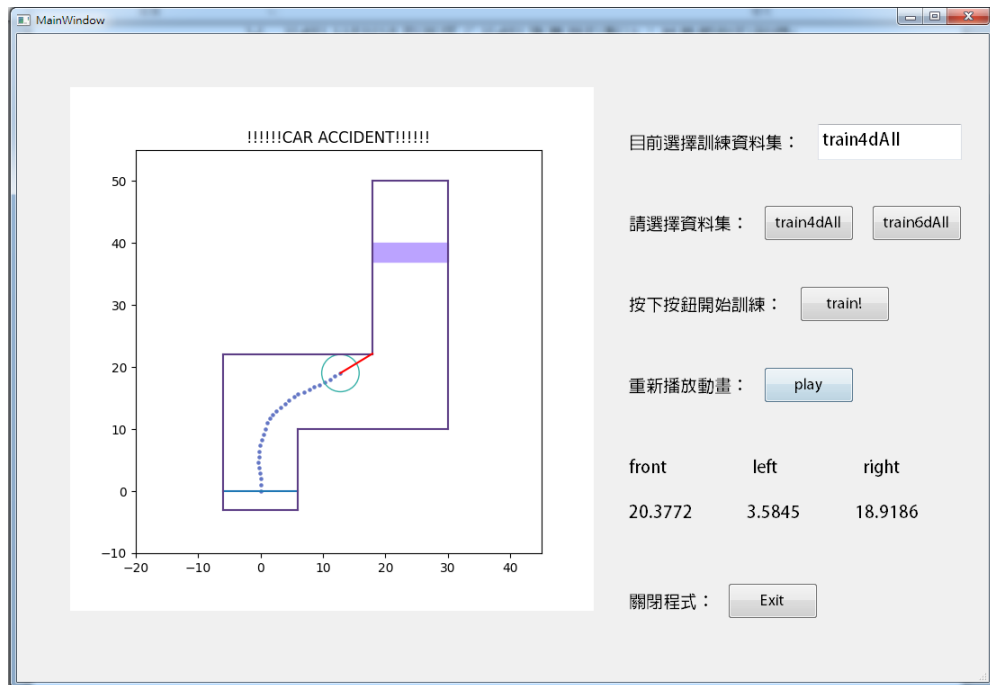 MainWindow
!!!!!!CAR ACCIDENT!!!!!!
50
40
30
20
10
0
−10
−20 −10 0 10 20 30 40
目前選擇訓練資料集： train4dAll
請選擇資料集： train4dAll train6dAll
按下按鈕開始訓練： train!
重新播放動畫： play
front left right
20.3772 3.5845 18.9186
關閉程式： Exit